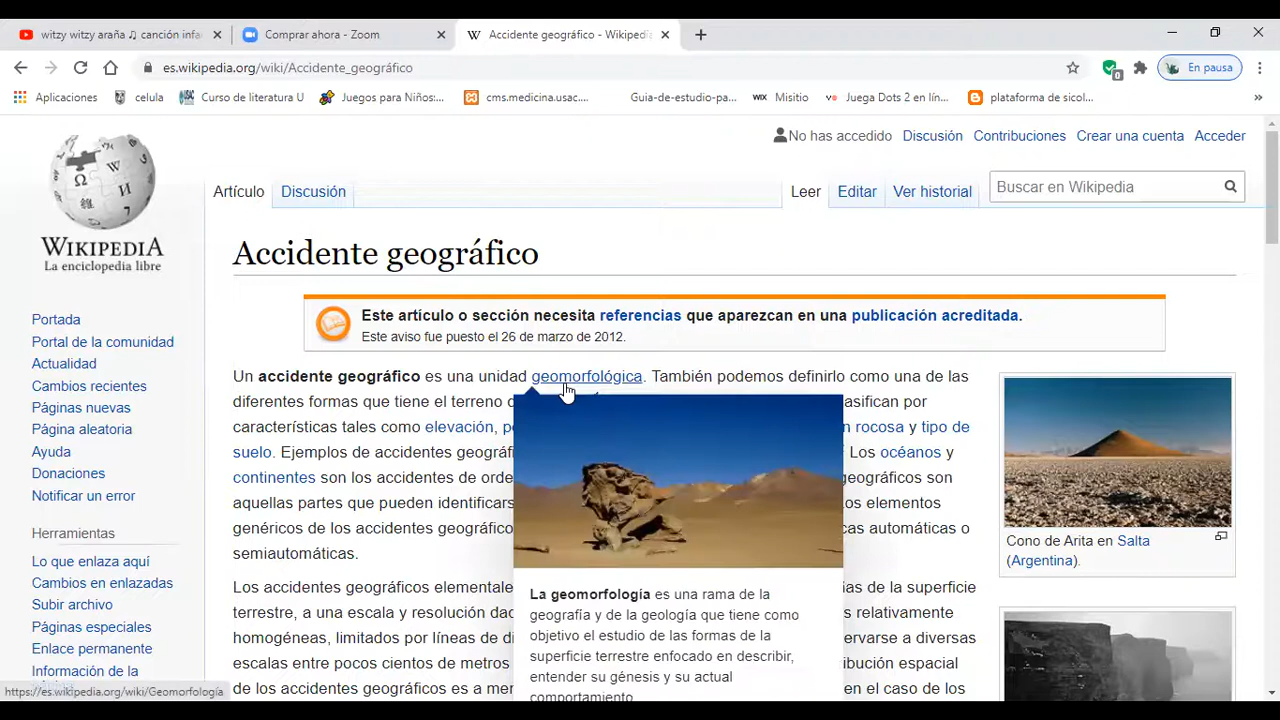 witzy witzy araña ♫ canción infa
Comprar ahora - Zoom
Accidente geográfico - Wikipedi
es.wikipedia.org/wiki/Accidente_geográfico
0
En pausa
Aplicaciones
celula
Curso de literatura U
Juegos para Niños:...
cms.medicina.usac....
Guia-de-estudio-pa...
WIX Misitio
Juega Dots 2 en lín...
plataforma de sicol...
»
No has accedido Discusión Contribuciones Crear una cuenta Acceder
WIKIPEDIA
La enciclopedia libre
Artículo Discusión
Leer Editar Ver historial
Buscar en Wikipedia
Portada
Portal de la comunidad
Actualidad
Cambios recientes
Páginas nuevas
Página aleatoria
Ayuda
Donaciones
Notificar un error
Herramientas
Lo que enlaza aquí
Cambios en enlazadas
Subir archivo
Páginas especiales
Enlace permanente
Información de la
https://es.wikipedia.org/wiki/Geomorfología
Accidente geográfico
Este artículo o sección necesita referencias que aparezcan en una publicación acreditada.
Este aviso fue puesto el 26 de marzo de 2012.
Un accidente geográfico es una unidad geomorfológica. También podemos definirlo como una de las
diferentes formas que tiene el terreno
asifican por
características tales como elevación,
rocosa y tipo de
suelo. Ejemplos de accidentes geográfi
Los océanos y
continentes son los accidentes de orde
geográficos son
aquellas partes que pueden identificars
os elementos
genéricos de los accidentes geográfico
cas automáticas o
semiautomáticas.
Los accidentes geográficos elementale
ias de la superficie
terrestre, a una escala y resolución dad
s relativamente
homogéneas, limitados por líneas de di
ervarse a diversas
escalas entre pocos cientos de metros
ibución espacial
de los accidentes geográficos es a mer
en el caso de los
La geomorfología es una rama de la
geografía y de la geología que tiene como
objetivo el estudio de las formas de la
superficie terrestre enfocado en describir,
entender su génesis y su actual
comportamiento.
Cono de Arita en Salta
(Argentina).